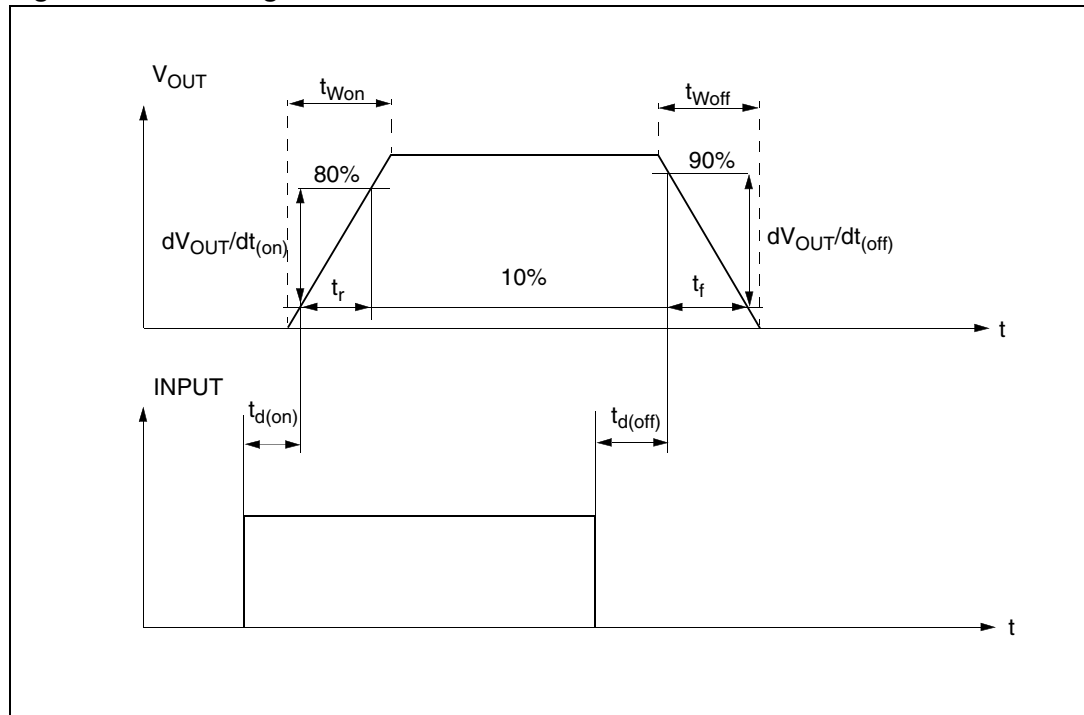 V_OUT
t_Won
t_Woff
80%
90%
dV_OUT/dt_(on)
dV_OUT/dt_(off)
t_r
10%
t_f
t
INPUT
t_d(on)
t_d(off)
t